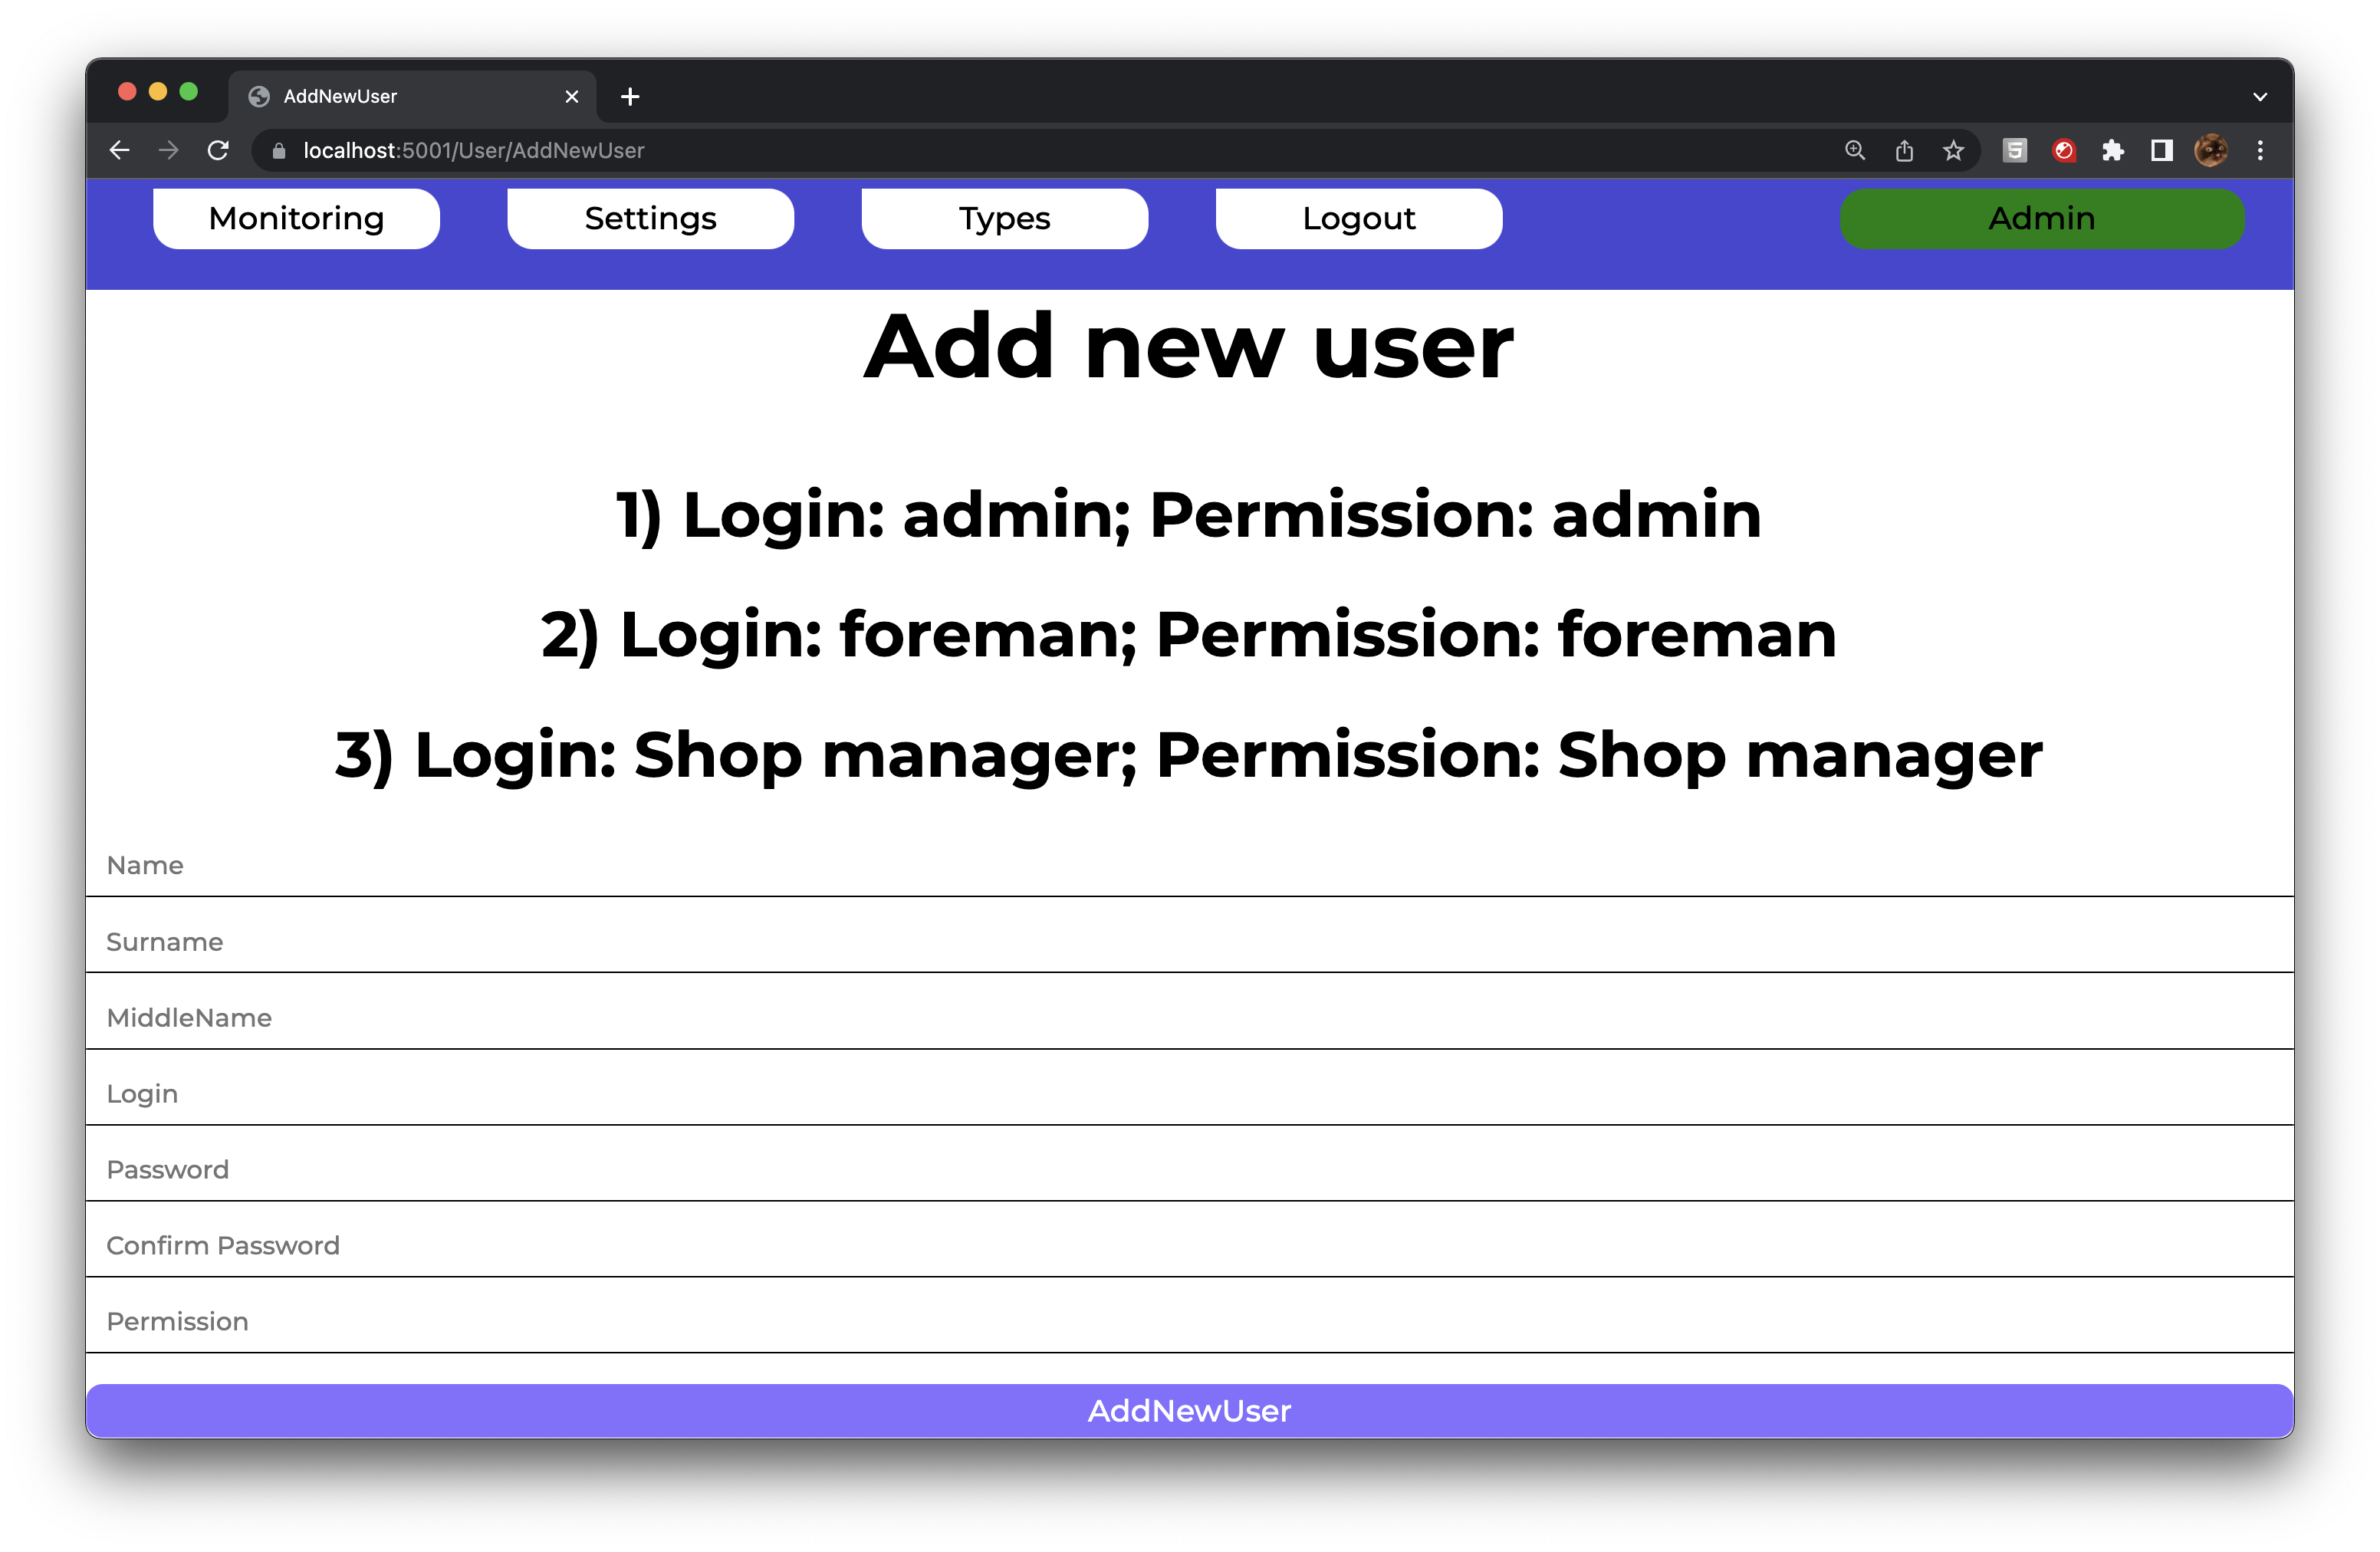 AddNewUser
localhost:5001/User/AddNewUser
Monitoring Settings Types Logout Admin
Add new user
1) Login: admin; Permission: admin
2) Login: foreman; Permission: foreman
3) Login: Shop manager; Permission: Shop manager
Name
Surname
MiddleName
Login
Password
Confirm Password
Permission
AddNewUser